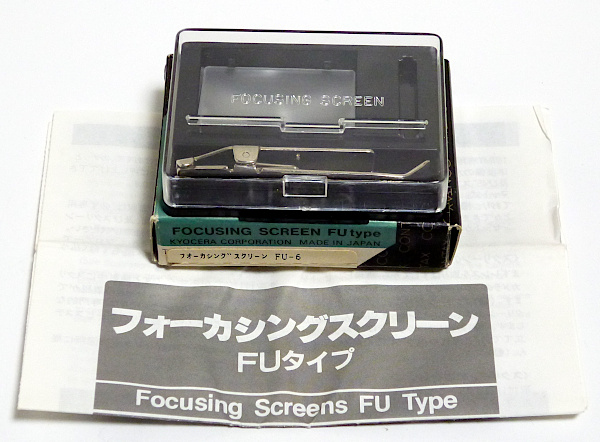 FOCUSING SCREEN
FOCUSING SCREEN FU type
KYOCERA CORPORATION MADE IN JAPAN
フォーカシング゛スクリーン FU-6
フォーカシングスクリーン
FUタイプ
Focusing Screens FU Type